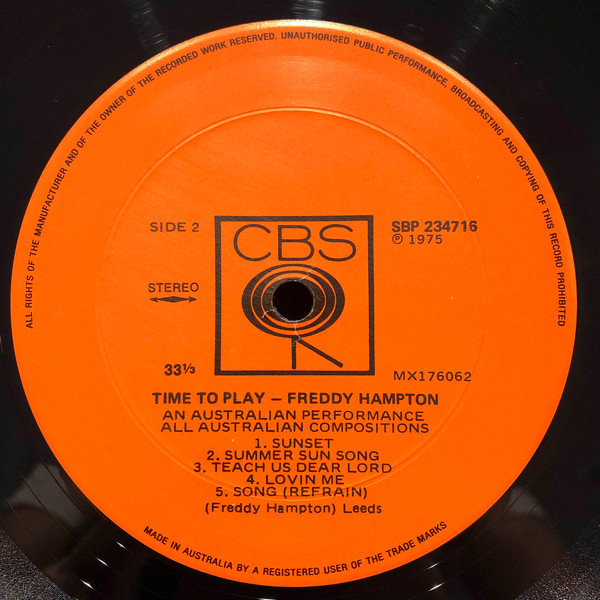 ALL RIGHTS OF THE MANUFACTURER AND OF THE OWNER OF THE RECORDED WORK RESERVED. UNAUTHORISED PUBLIC PERFORMANCE, BROADCASTING AND COPYING OF THIS RECORD PROHIBITED
SIDE 2
CBS
SBP 234716
℗ 1975
STEREO
33⅓
MX176062
TIME TO PLAY – FREDDY HAMPTON
AN AUSTRALIAN PERFORMANCE
ALL AUSTRALIAN COMPOSITIONS
1. SUNSET
2. SUMMER SUN SONG
3. TEACH US DEAR LORD
4. LOVIN ME
5. SONG (REFRAIN)
(Freddy Hampton) Leeds
MADE IN AUSTRALIA BY A REGISTERED USER OF THE TRADE MARKS